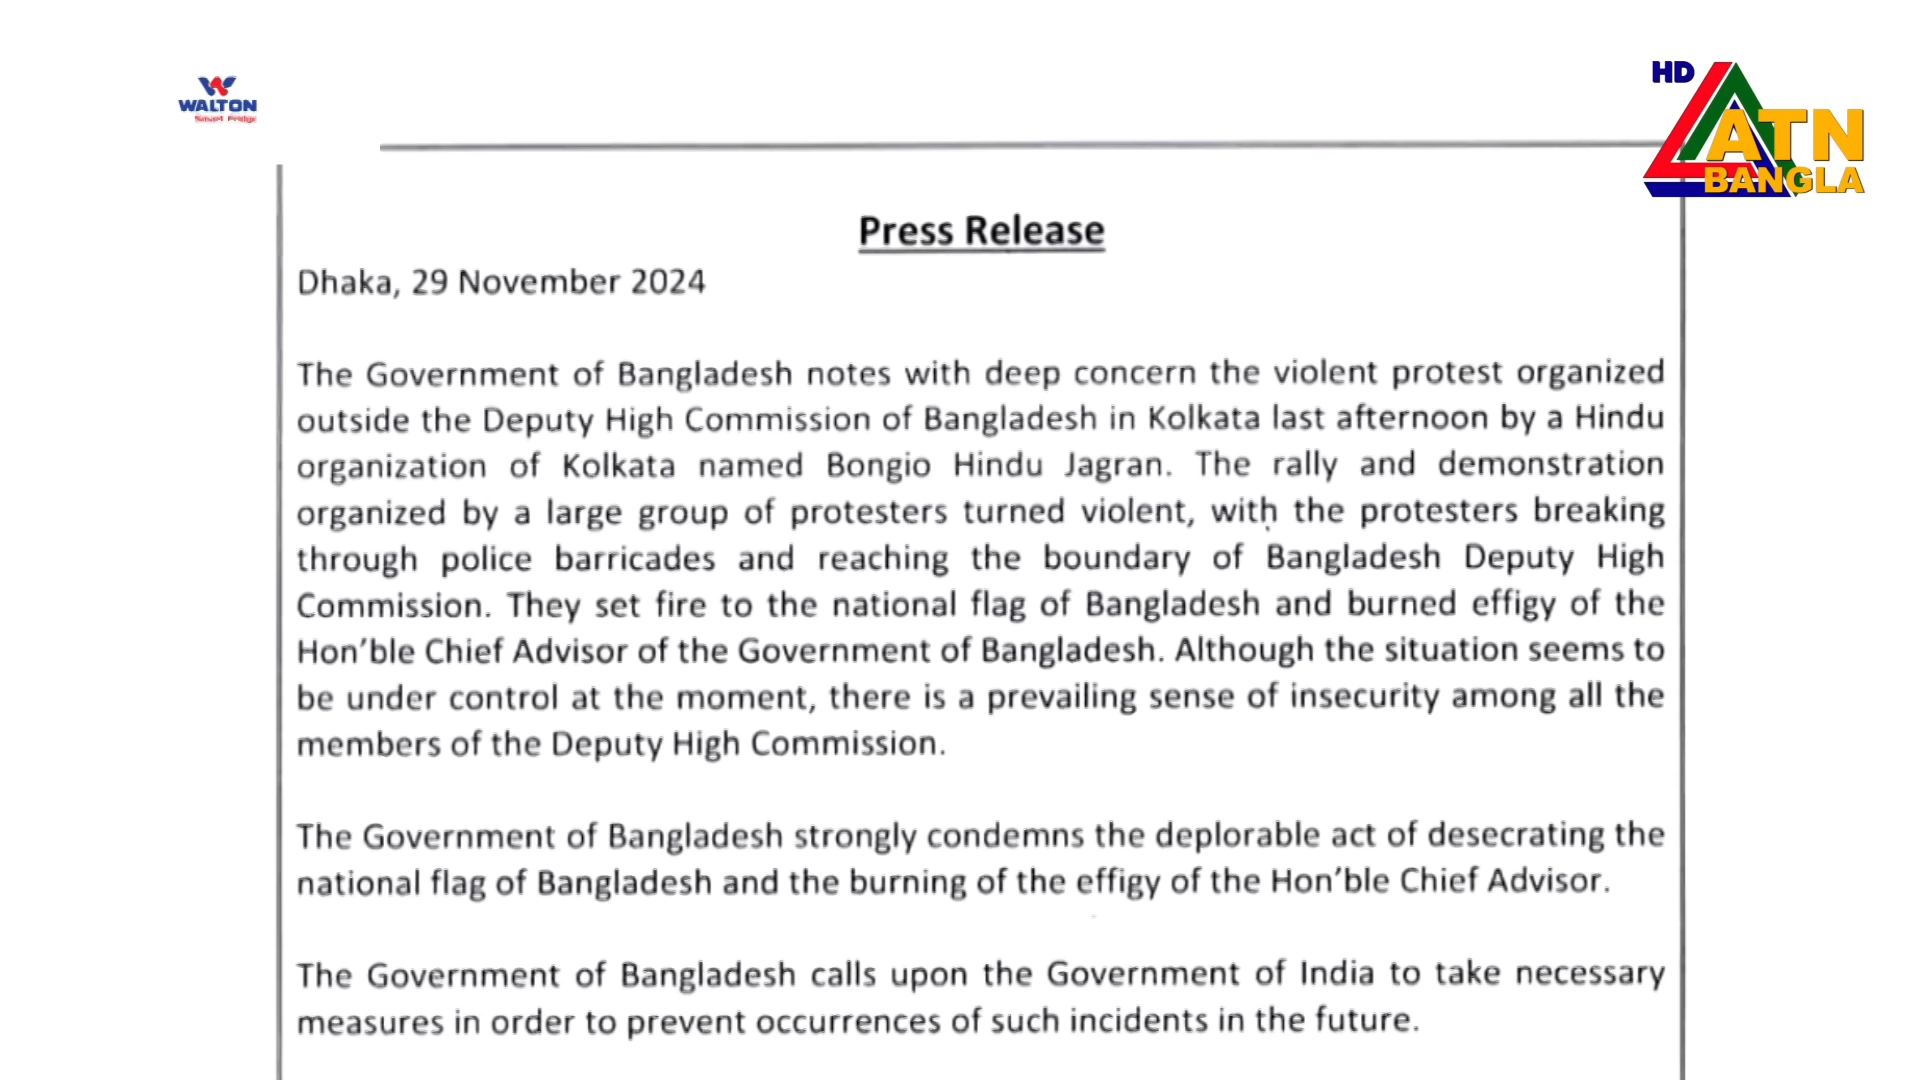 WALTON
Smart Fridge
HD
ATN
BANGLA
Press Release
Dhaka, 29 November 2024
The Government of Bangladesh notes with deep concern the violent protest organized
outside the Deputy High Commission of Bangladesh in Kolkata last afternoon by a Hindu
organization of Kolkata named Bongio Hindu Jagran. The rally and demonstration
organized by a large group of protesters turned violent, with the protesters breaking
through police barricades and reaching the boundary of Bangladesh Deputy High
Commission. They set fire to the national flag of Bangladesh and burned effigy of the
Hon’ble Chief Advisor of the Government of Bangladesh. Although the situation seems to
be under control at the moment, there is a prevailing sense of insecurity among all the
members of the Deputy High Commission.
The Government of Bangladesh strongly condemns the deplorable act of desecrating the
national flag of Bangladesh and the burning of the effigy of the Hon’ble Chief Advisor.
The Government of Bangladesh calls upon the Government of India to take necessary
measures in order to prevent occurrences of such incidents in the future.